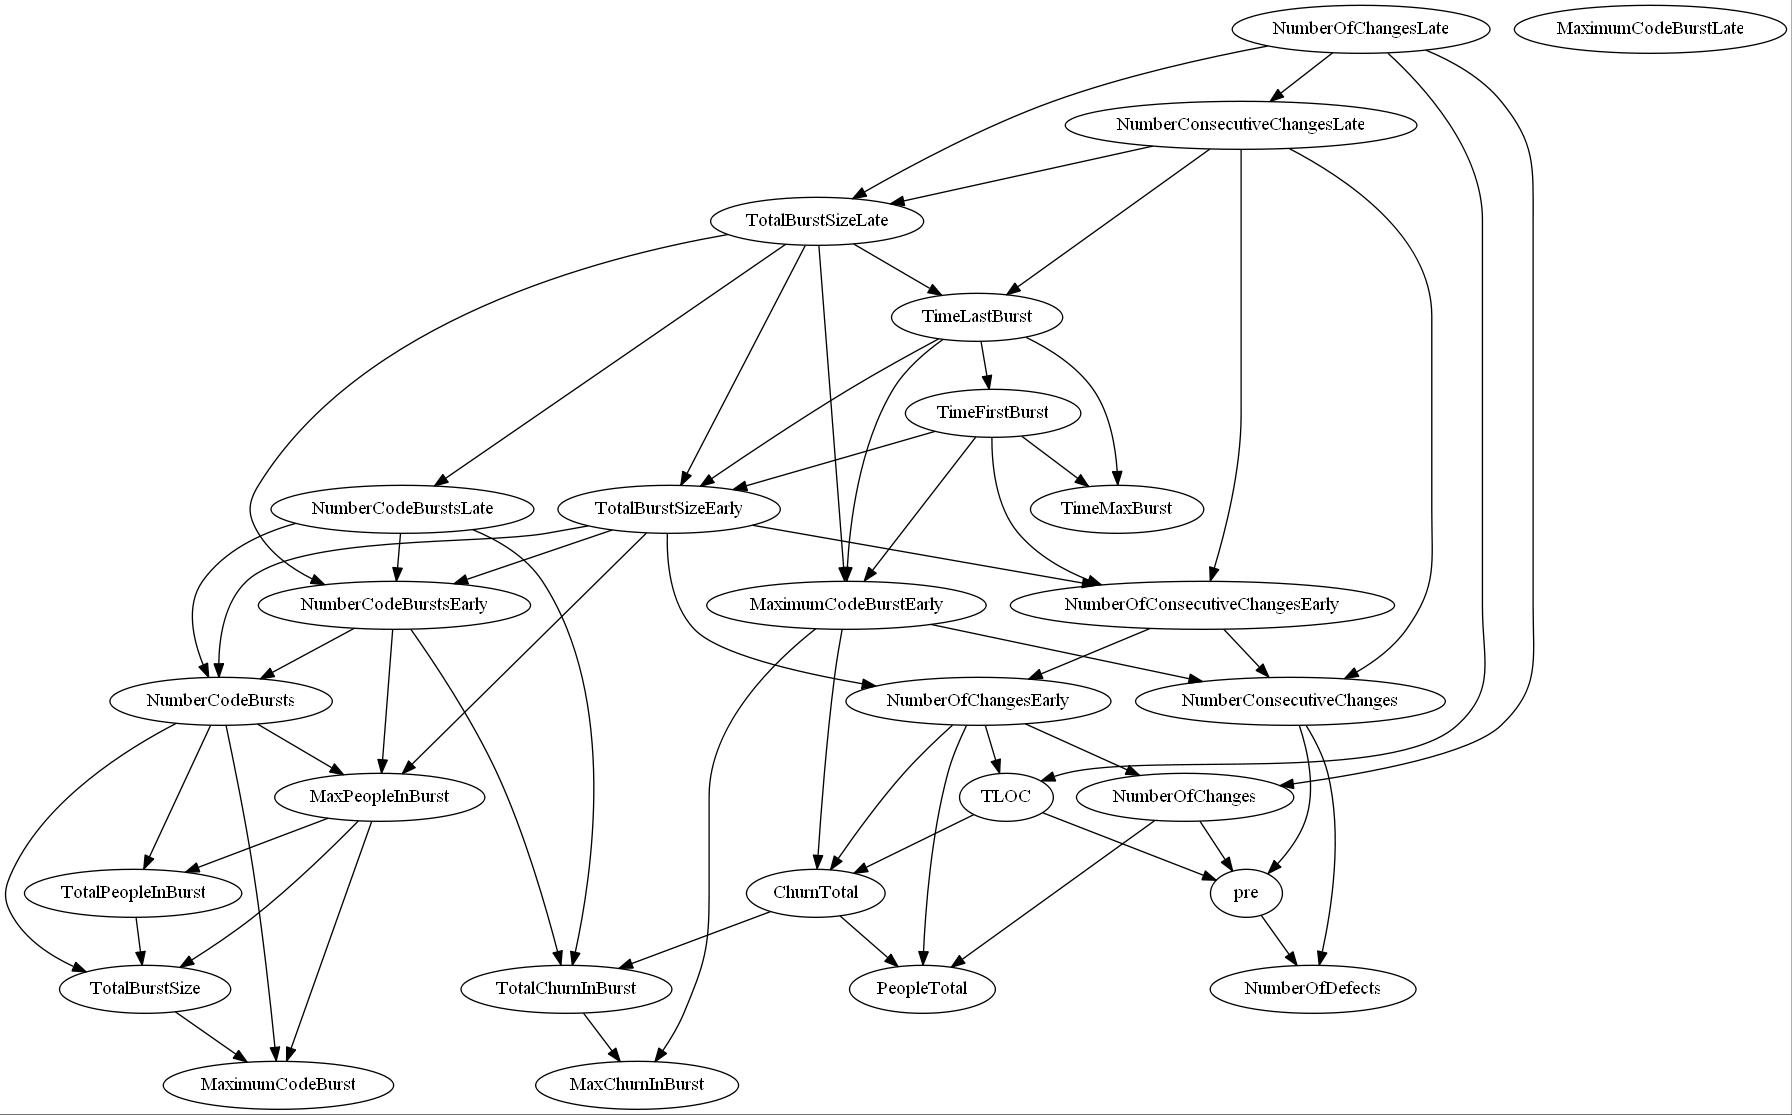 NumberOfChangesLate
MaximumCodeBurstLate
NumberConsecutiveChangesLate
TotalBurstSizeLate
TimeLastBurst
TimeFirstBurst
NumberCodeBurstsLate
TotalBurstSizeEarly
TimeMaxBurst
NumberCodeBurstsEarly
MaximumCodeBurstEarly
NumberOfConsecutiveChangesEarly
NumberCodeBursts
NumberOfChangesEarly
NumberConsecutiveChanges
MaxPeopleInBurst
TLOC
NumberOfChanges
TotalPeopleInBurst
ChurnTotal
pre
TotalBurstSize
TotalChurnInBurst
PeopleTotal
NumberOfDefects
MaximumCodeBurst
MaxChurnInBurst